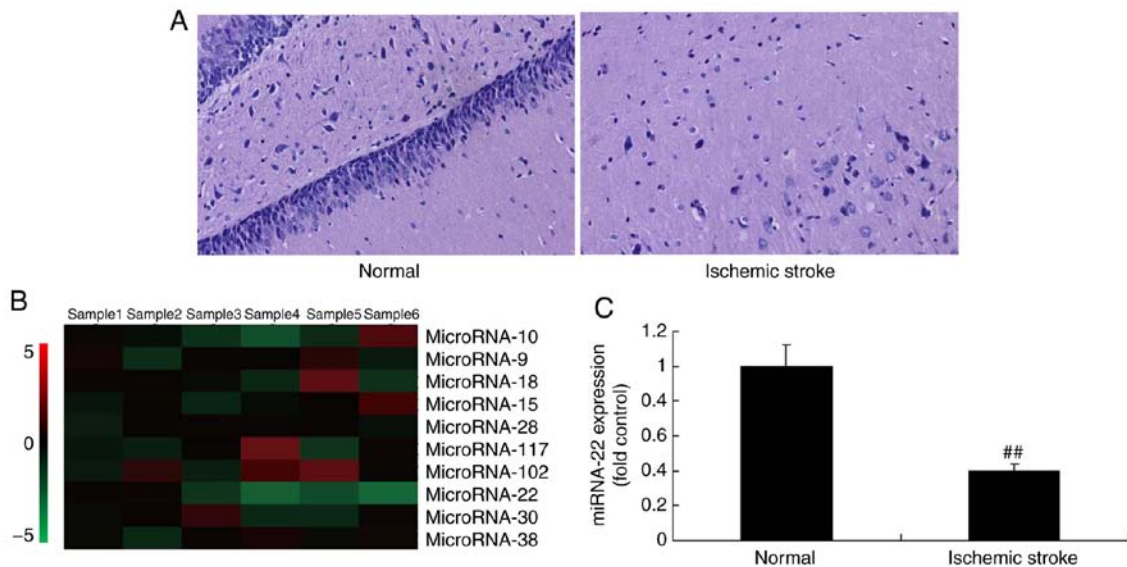 A
Normal
Ischemic stroke
B
Sample1 Sample2 Sample3 Sample4 Sample5 Sample6
5
0
−5
MicroRNA-10
MicroRNA-9
MicroRNA-18
MicroRNA-15
MicroRNA-28
MicroRNA-117
MicroRNA-102
MicroRNA-22
MicroRNA-30
MicroRNA-38
C
miRNA-22 expression
(fold control)
1.2
1
0.4
0.6
0.4
0.2
0
##
Normal
Ischemic stroke